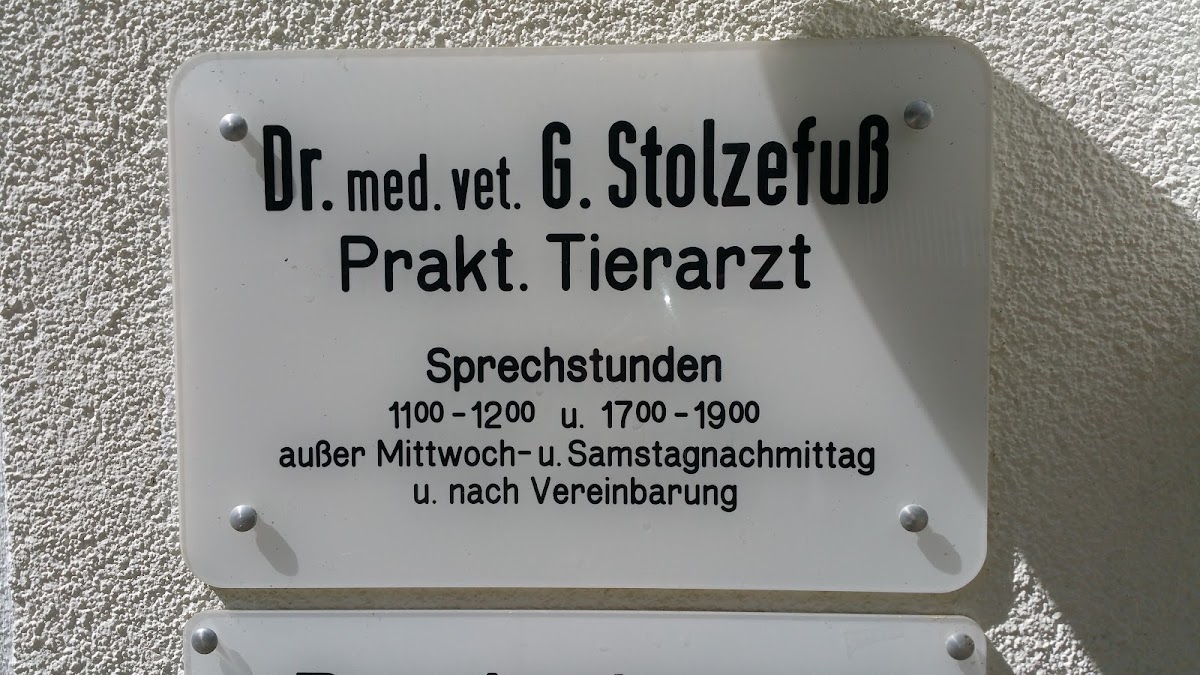 Dr. med. vet. G. Stolzefuß
Prakt. Tierarzt
Sprechstunden
11⁰⁰ - 12⁰⁰ u. 17⁰⁰ - 19⁰⁰
außer Mittwoch- u. Samstagnachmittag
u. nach Vereinbarung